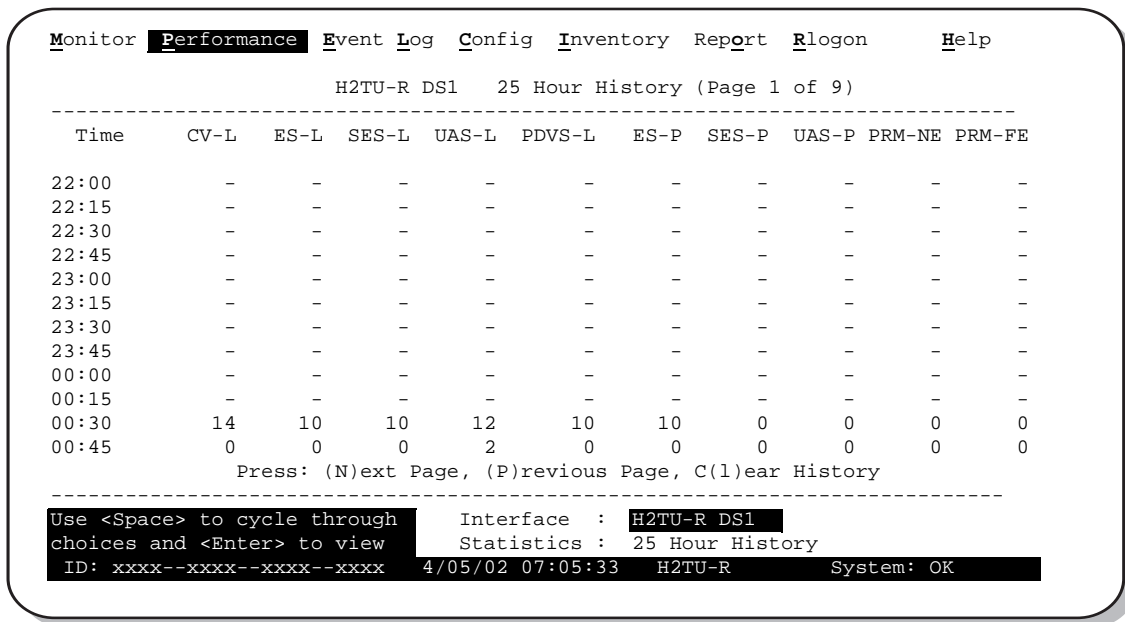 Monitor Performance Event Log Config Inventory Report Rlogon Help
H2TU-R DS1 25 Hour History (Page 1 of 9)
--------------------------------------------------------------------------------
Time CV-L ES-L SES-L UAS-L PDVS-L ES-P SES-P UAS-P PRM-NE PRM-FE
22:00 - - - - - - - - - -
22:15 - - - - - - - - - -
22:30 - - - - - - - - - -
22:45 - - - - - - - - - -
23:00 - - - - - - - - - -
23:15 - - - - - - - - - -
23:30 - - - - - - - - - -
23:45 - - - - - - - - - -
00:00 - - - - - - - - - -
00:15 - - - - - - - - - -
00:30 14 10 10 12 10 10 0 0 0 0
00:45 0 0 0 2 0 0 0 0 0 0
Press: (N)ext Page, (P)revious Page, C(l)ear History
-------------------------------------------------------------------------------
Use <Space> to cycle through Interface : H2TU-R DS1
choices and <Enter> to view Statistics : 25 Hour History
ID: xxxx--xxxx--xxxx--xxxx 4/05/02 07:05:33 H2TU-R System: OK